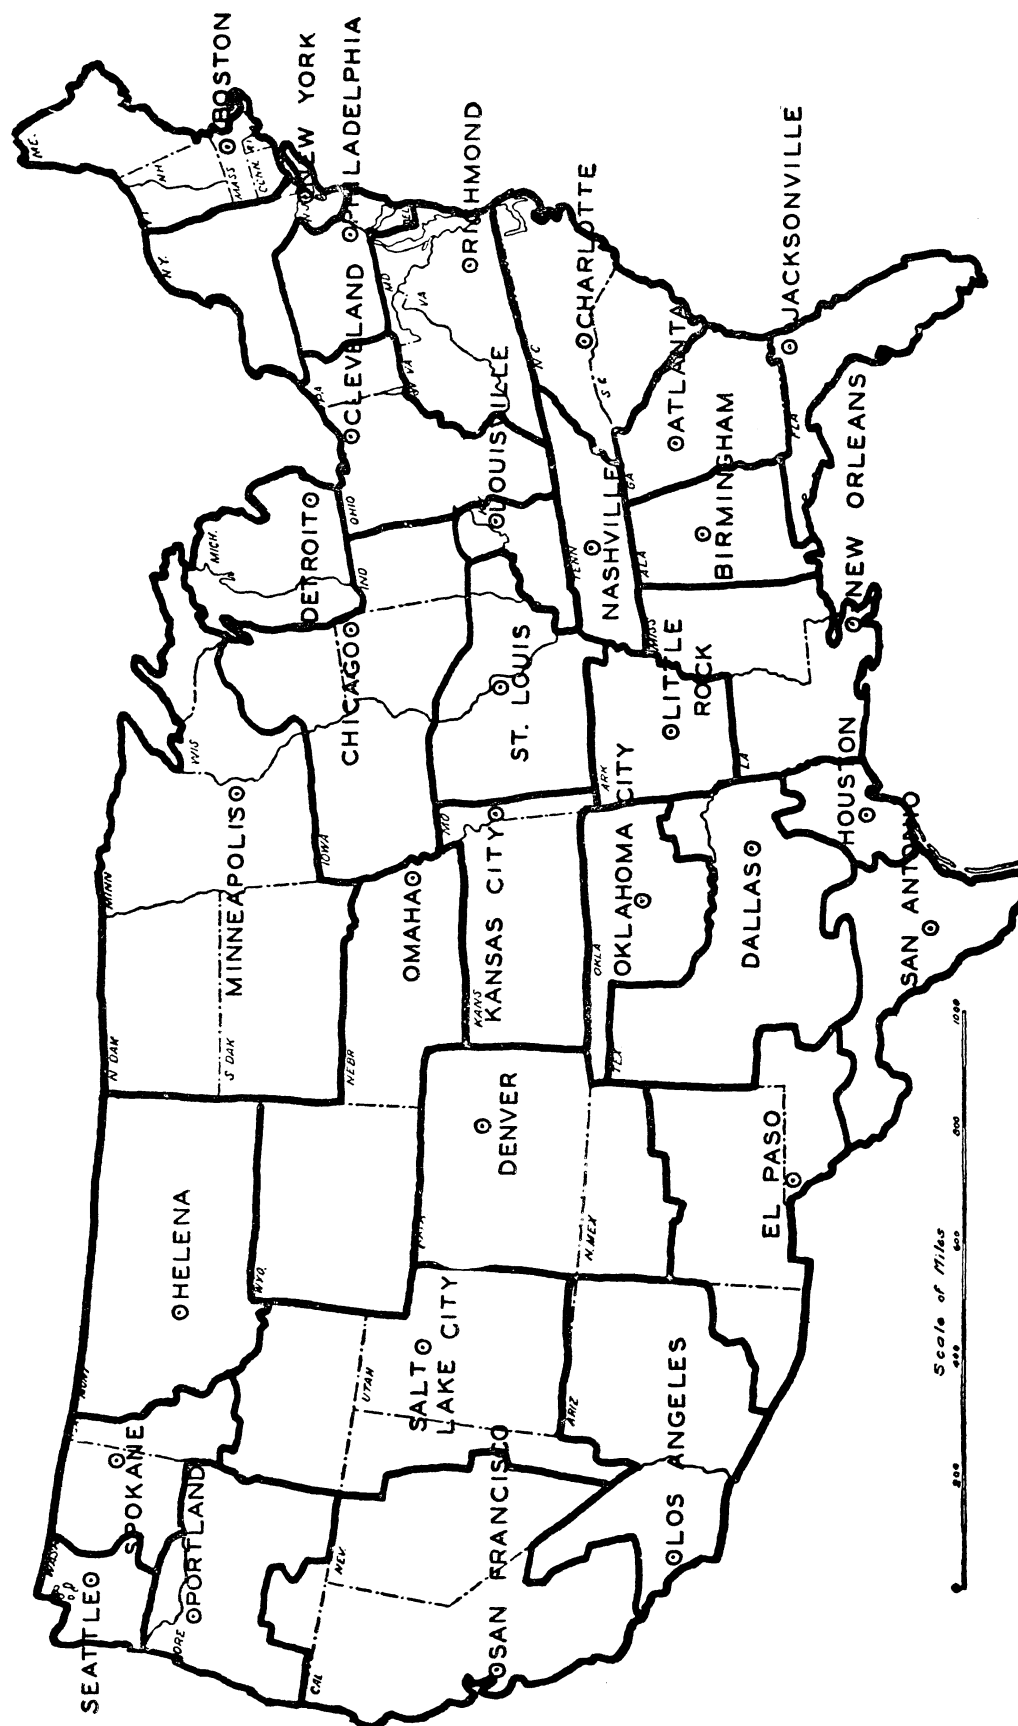 SEATTLE
WASH
SPOKANE
PORTLAND
ORE
CAL
NEV.
SAN FRANCISCO
LOS ANGELES
MONT
HELENA
WYO.
UTAH
SALT
LAKE CITY
ARIZ
N. MEX
DENVER
EL PASO
N DAK
S DAK
NEBR
MINN
MINNEAPOLIS
WIS
IOWA
OMAHA
KANS
KANSAS CITY
MO
OKLA
OKLAHOMA CITY
TEX
DALLAS
HOUSTON
SAN ANTONIO
CHICAGO
ST. LOUIS
ARK
LITTLE
ROCK
LA
MISS
NEW ORLEANS
MICH.
DETROIT
IND
OHIO
CLEVELAND
KY
LOUISVILLE
TENN
NASHVILLE
ALA
BIRMINGHAM
GA
ATLANTA
FLA
JACKSONVILLE
S C
N C
CHARLOTTE
W VA
VA
RICHMOND
MD
DEL
PA
PHILADELPHIA
N.J.
NEW YORK
N.Y.
ME.
NH
MASS
CONN
BOSTON
Scale of Miles
200 400 600 800 1000